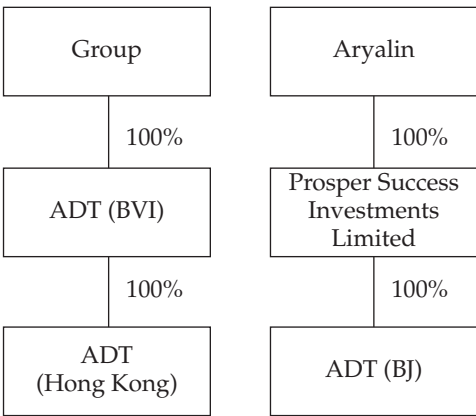 Group
Aryalin
100%
100%
ADT (BVI)
Prosper Success
Investments
Limited
100%
100%
ADT
(Hong Kong)
ADT (BJ)